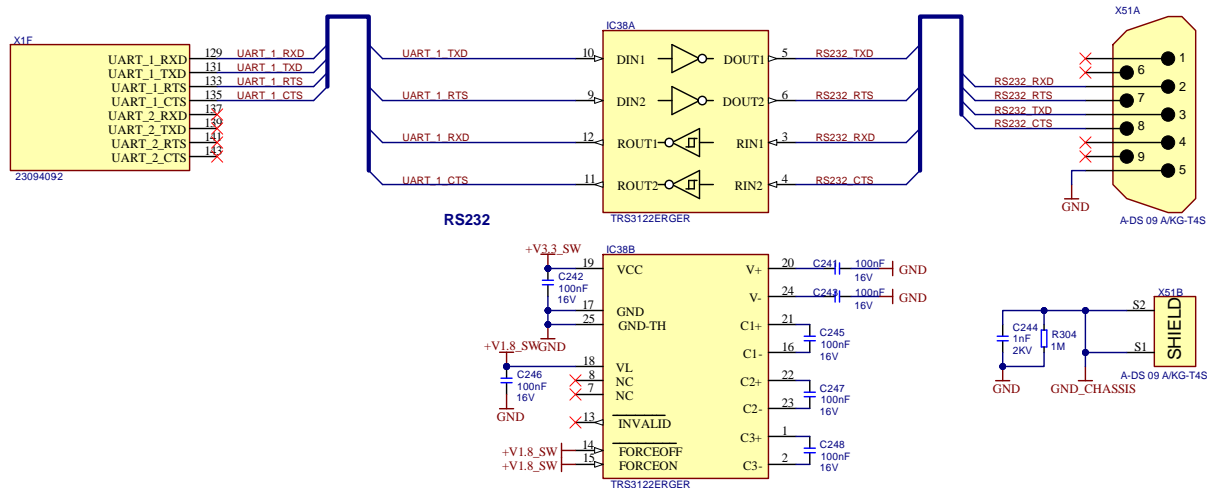 X1F
UART_1_RXD 129 UART_1_RXD
UART_1_TXD 131 UART_1_TXD
UART_1_RTS 133 UART_1_RTS
UART_1_CTS 135 UART_1_CTS
UART_2_RXD 137
UART_2_TXD 139
UART_2_RTS 141
UART_2_CTS 143
23094092
IC38A
UART_1_TXD 10 DIN1 DOUT1 5 RS232_TXD
UART_1_RTS 9 DIN2 DOUT2 6 RS232_RTS
UART_1_RXD 12 ROUT1 RIN1 3 RS232_RXD
UART_1_CTS 11 ROUT2 RIN2 4 RS232_CTS
TRS3122ERGER
RS232
X51A
1
6
RS232_RXD 2
RS232_RTS 7
RS232_TXD 3
RS232_CTS 8
4
9
5
GND
A-DS 09 A/KG-T4S
IC38B
+V3.3_SW
19 VCC
C242
100nF
16V
17 GND
25 GND-TH
GND
+V1.8_SW
18 VL
C246
100nF
16V
GND
8 NC
7 NC
13 INVALID
+V1.8_SW 14 FORCEOFF
+V1.8_SW 15 FORCEON
V+ 20 C241 100nF GND
16V
V- 24 C243 100nF GND
16V
C1+ 21
C245
100nF
16V
C1- 16
C2+ 22
C247
100nF
16V
C2- 23
C3+ 1
C248
100nF
16V
C3- 2
TRS3122ERGER
X51B
S2
S1
SHIELD
C244
1nF
2KV
R304
1M
GND
GND_CHASSIS
A-DS 09 A/KG-T4S